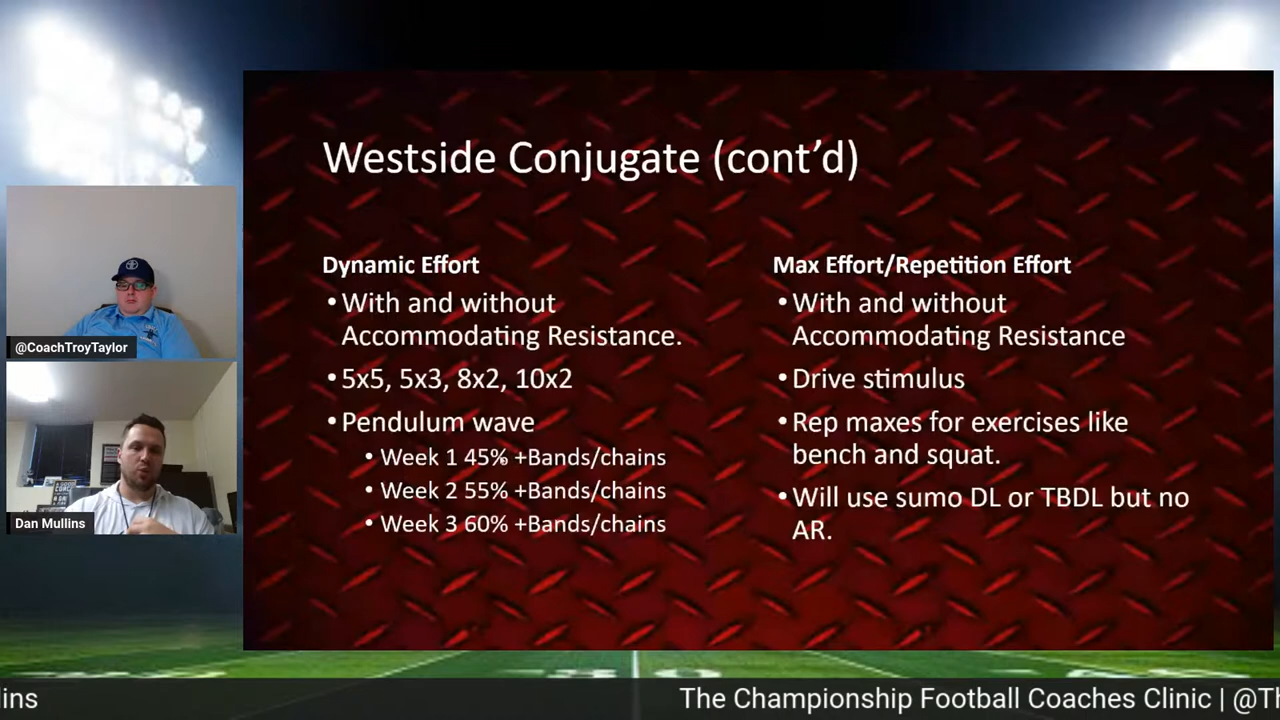 Westside Conjugate (cont’d)
Dynamic Effort
•With and without
Accommodating Resistance.
•5x5, 5x3, 8x2, 10x2
•Pendulum wave
• Week 1 45% +Bands/chains
• Week 2 55% +Bands/chains
• Week 3 60% +Bands/chains
Max Effort/Repetition Effort
•With and without
Accommodating Resistance
•Drive stimulus
•Rep maxes for exercises like
bench and squat.
•Will use sumo DL or TBDL but no
AR.
@CoachTroyTaylor
Dan Mullins
lins
The Championship Football Coaches Clinic | @Th